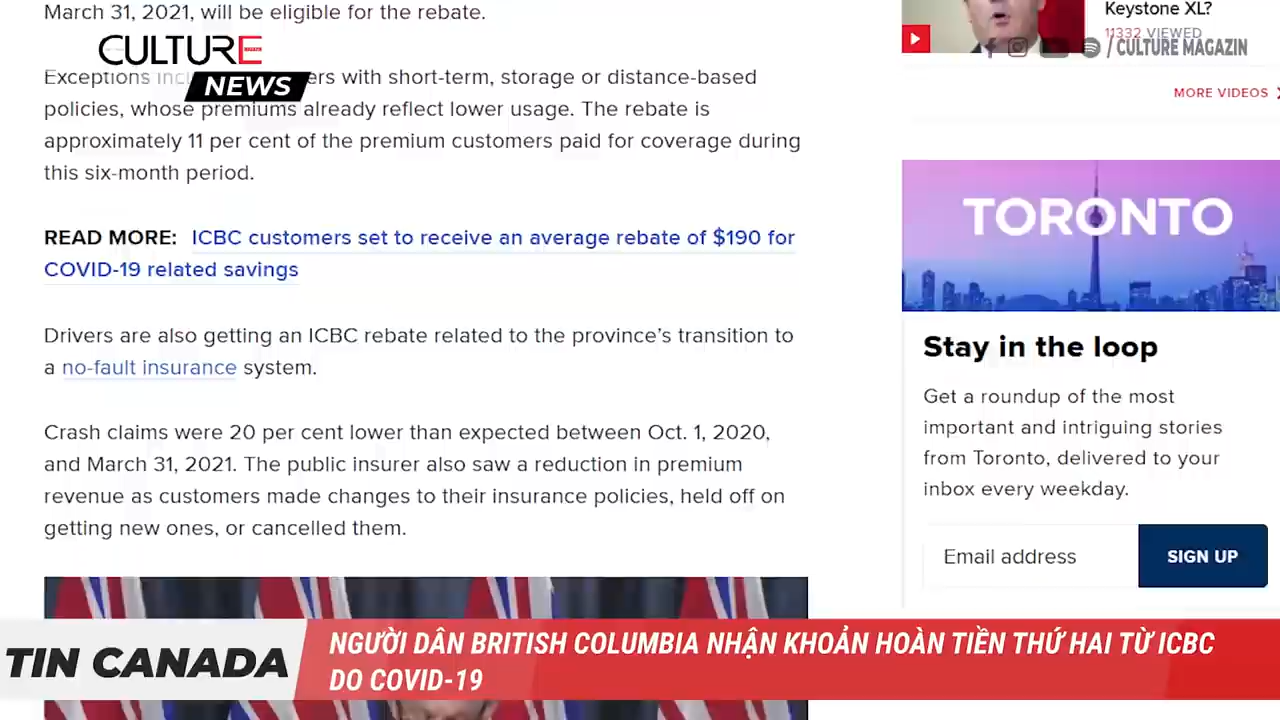 March 31, 2021, will be eligible for the rebate.
CULTURE
NEWS
Exceptions with short-term, storage or distance-based
policies, whose premiums already reflect lower usage. The rebate is
approximately 11 per cent of the premium customers paid for coverage during
this six-month period.
READ MORE: ICBC customers set to receive an average rebate of $190 for
COVID-19 related savings
Drivers are also getting an ICBC rebate related to the province’s transition to
a no-fault insurance system.
Crash claims were 20 per cent lower than expected between Oct. 1, 2020,
and March 31, 2021. The public insurer also saw a reduction in premium
revenue as customers made changes to their insurance policies, held off on
getting new ones, or cancelled them.
Keystone XL?
11332 VIEWED
/ CULTURE MAGAZIN
MORE VIDEOS
TORONTO
Stay in the loop
Get a roundup of the most
important and intriguing stories
from Toronto, delivered to your
inbox every weekday.
Email address
SIGN UP
TIN CANADA
NGƯỜI DÂN BRITISH COLUMBIA NHẬN KHOẢN HOÀN TIỀN THỨ HAI TỪ ICBC
DO COVID-19